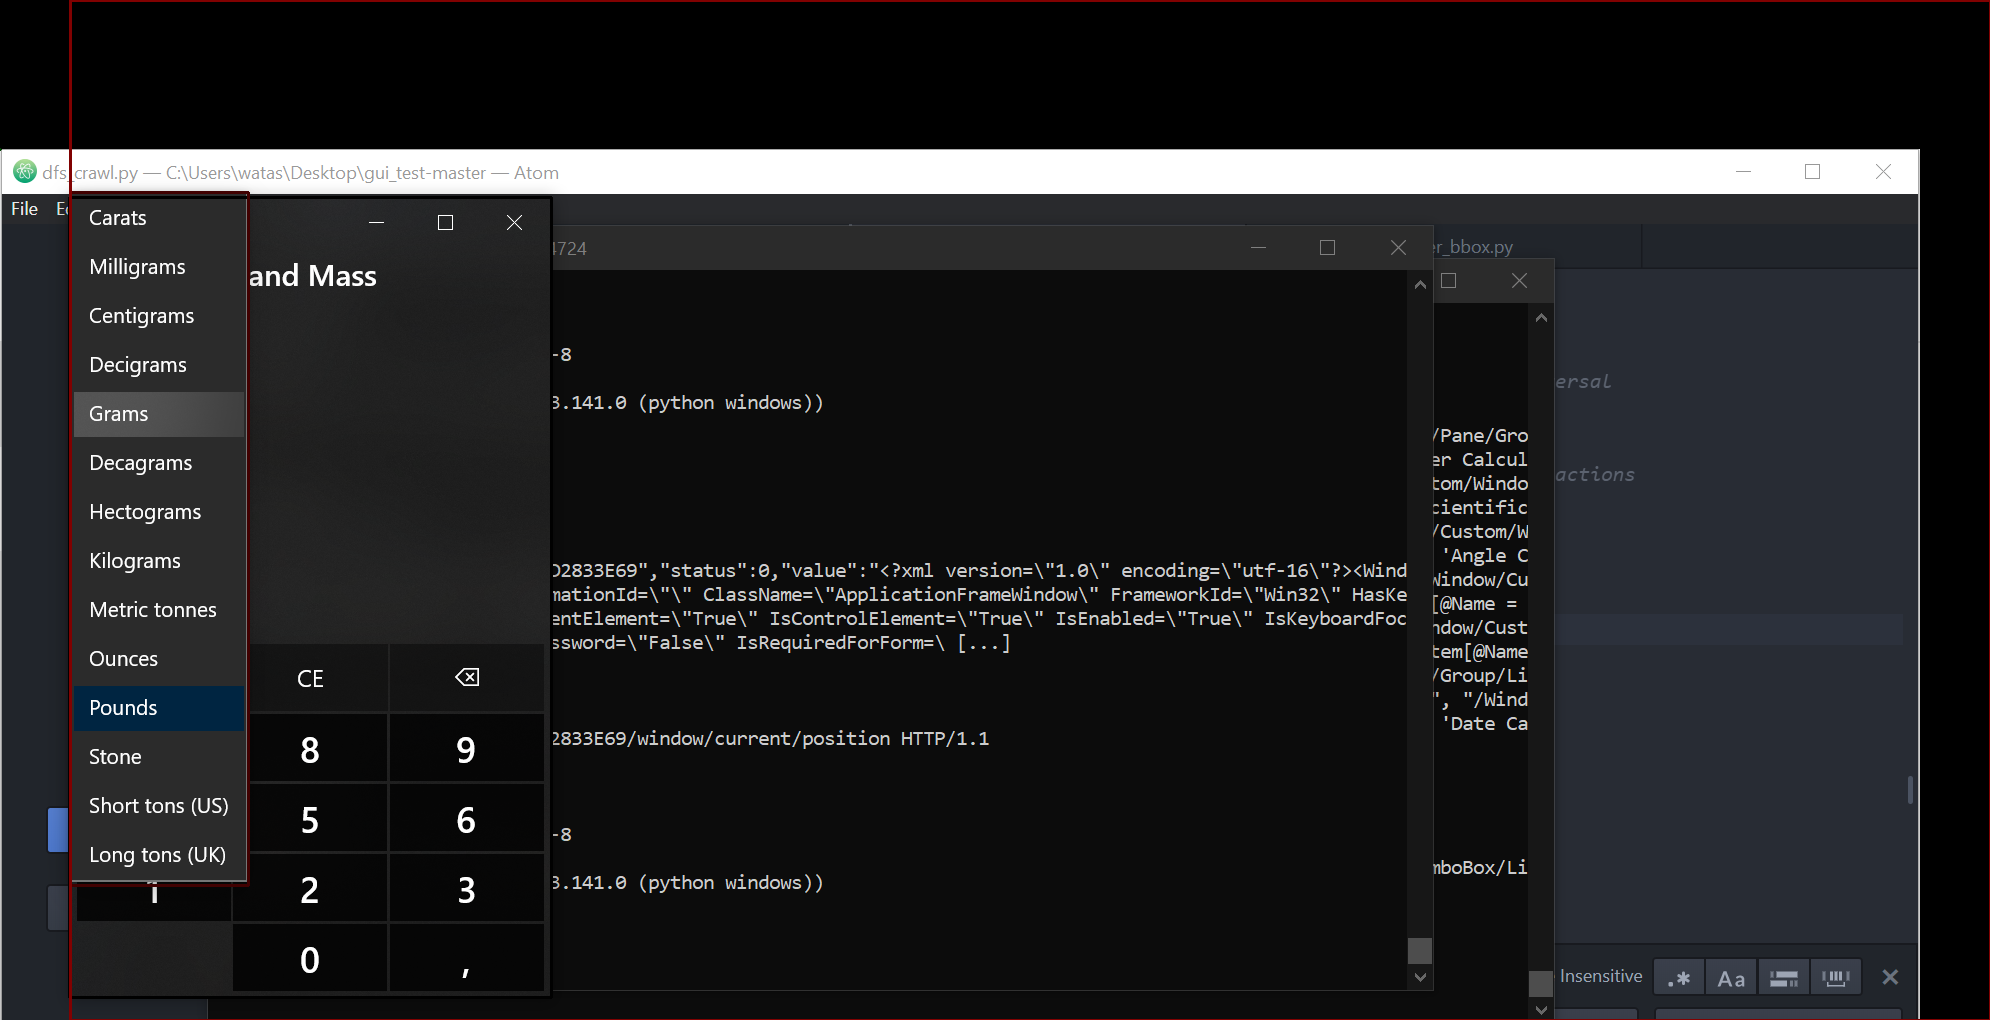 dfs_crawl.py — C:\Users\watas\Desktop\gui_test-master — Atom
File
Carats
Milligrams
Centigrams
Decigrams
Grams
Decagrams
Hectograms
Kilograms
Metric tonnes
Ounces
Pounds
Stone
Short tons (US)
Long tons (UK)
and Mass
CE
8
9
5
6
1
2
3
0
,
4724
-8
3.141.0 (python windows))
D2833E69","status":0,"value":"<?xml version=\"1.0\" encoding=\"utf-16\"?><Wind
mationId=\"\" ClassName=\"ApplicationFrameWindow\" FrameworkId=\"Win32\" HasKe
entElement=\"True\" IsControlElement=\"True\" IsEnabled=\"True\" IsKeyboardFoc
ssword=\"False\" IsRequiredForForm=\ [...]
2833E69/window/current/position HTTP/1.1
-8
3.141.0 (python windows))
er_bbox.py
/Pane/Gro
er Calcul
tom/Windo
cientific
/Custom/W
'Angle C
Window/Cu
[@Name =
ndow/Cust
tem[@Name
/Group/Li
", "/Wind
'Date Ca
mboBox/Li
ersal
actions
Insensitive
.*
Aa